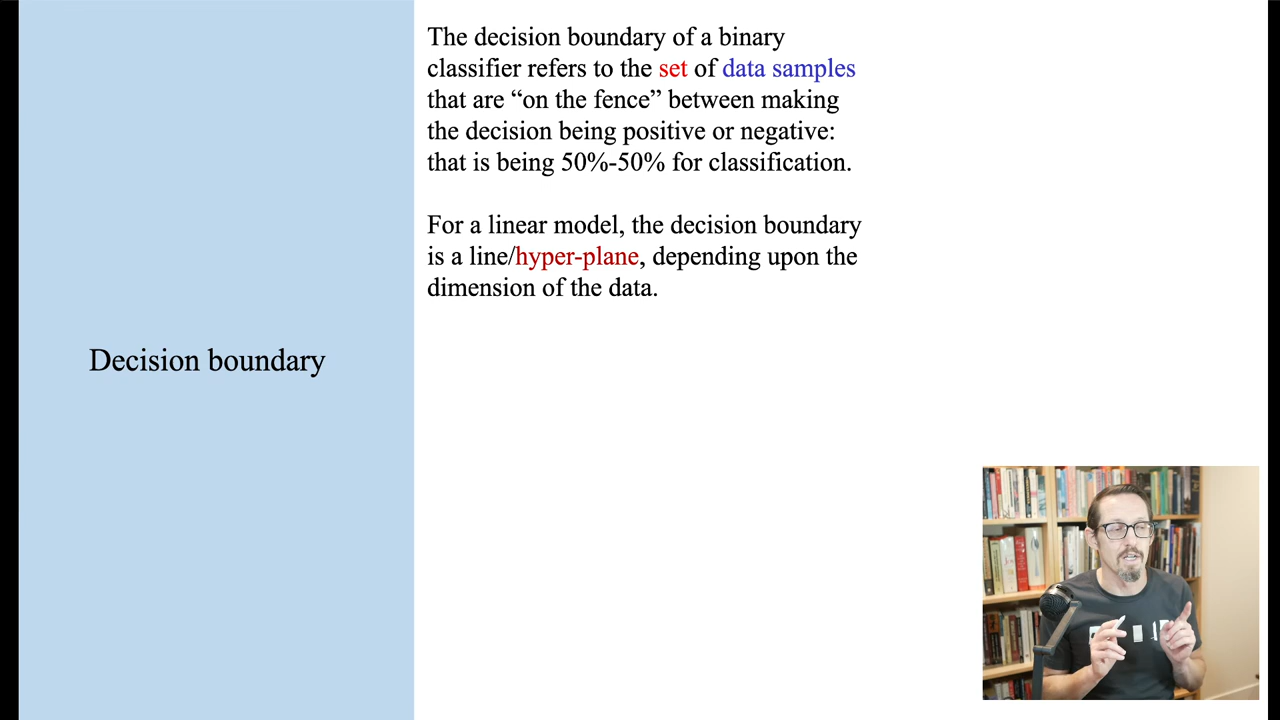 The decision boundary of a binary
classifier refers to the set of data samples
that are “on the fence” between making
the decision being positive or negative:
that is being 50%-50% for classification.
For a linear model, the decision boundary
is a line/hyper-plane, depending upon the
dimension of the data.
Decision boundary